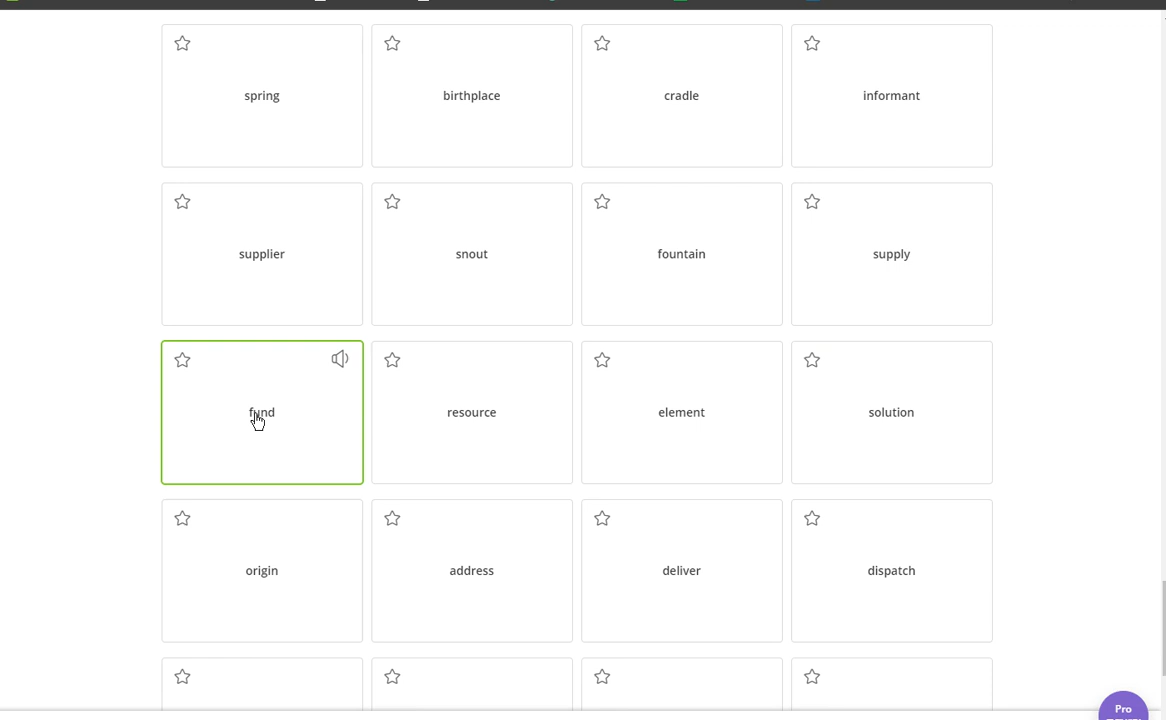 spring
birthplace
cradle
informant
supplier
snout
fountain
supply
fund
resource
element
solution
origin
address
deliver
dispatch
Pro